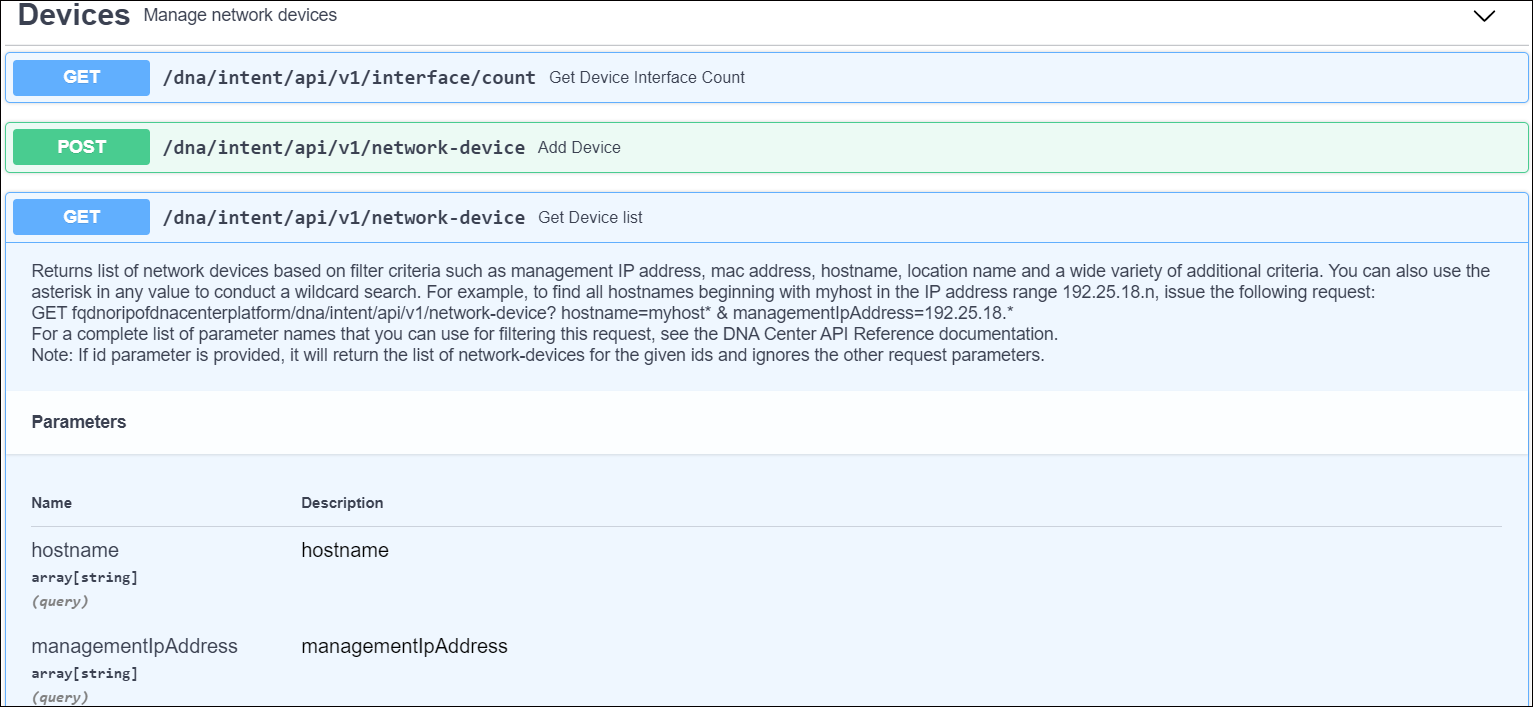 Devices Manage network devices
GET /dna/intent/api/v1/interface/count Get Device Interface Count
POST /dna/intent/api/v1/network-device Add Device
GET /dna/intent/api/v1/network-device Get Device list
Returns list of network devices based on filter criteria such as management IP address, mac address, hostname, location name and a wide variety of additional criteria. You can also use the
asterisk in any value to conduct a wildcard search. For example, to find all hostnames beginning with myhost in the IP address range 192.25.18.n, issue the following request:
GET fqdnoripofdnacenterplatform/dna/intent/api/v1/network-device? hostname=myhost* & managementIpAddress=192.25.18.*
For a complete list of parameter names that you can use for filtering this request, see the DNA Center API Reference documentation.
Note: If id parameter is provided, it will return the list of network-devices for the given ids and ignores the other request parameters.
Parameters
Name Description
hostname hostname
array[string]
(query)
managementIpAddress managementIpAddress
array[string]
(query)